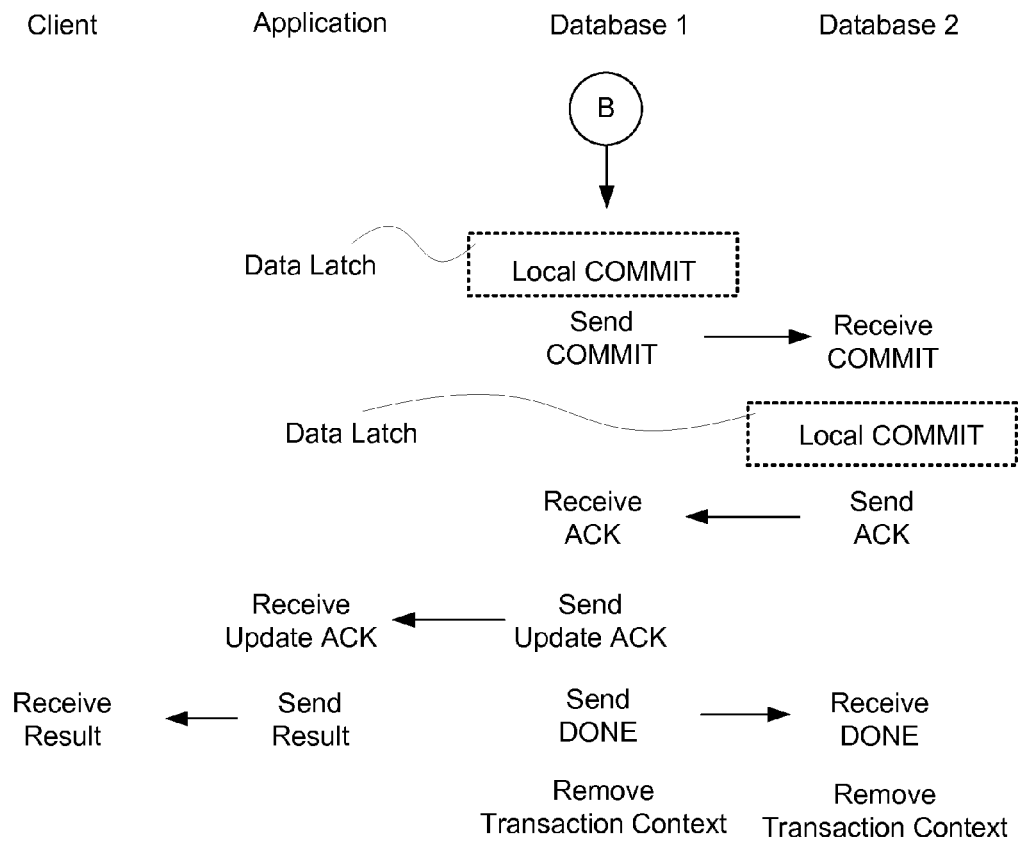 Client Application Database 1 Database 2
B
Data Latch
Local COMMIT
Send
COMMIT
Receive
COMMIT
Data Latch
Local COMMIT
Receive
ACK
Send
ACK
Receive
Update ACK
Send
Update ACK
Receive
Result
Send
Result
Send
DONE
Receive
DONE
Remove
Transaction Context
Remove
Transaction Context